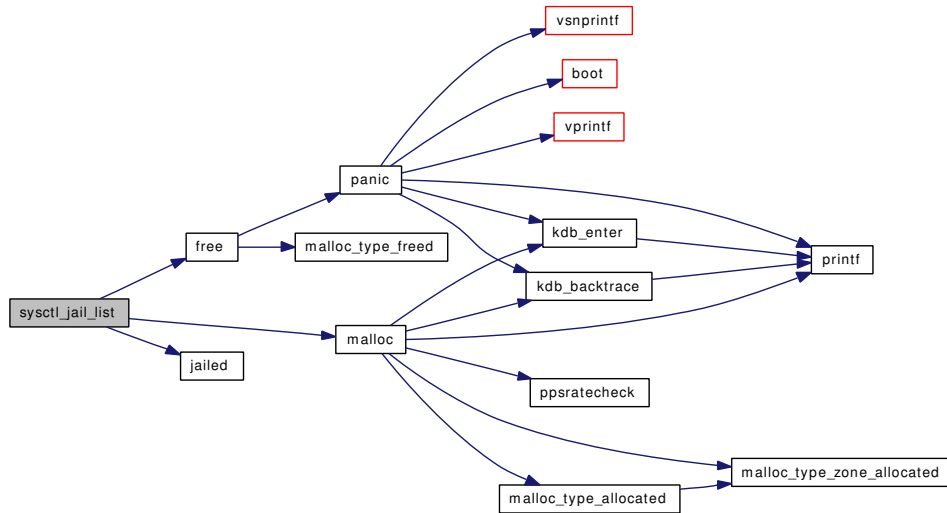 vsnprintf
boot
vprintf
panic
kdb_enter
free
malloc_type_freed
printf
kdb_backtrace
sysctl_jail_list
malloc
jailed
ppsratecheck
malloc_type_zone_allocated
malloc_type_allocated